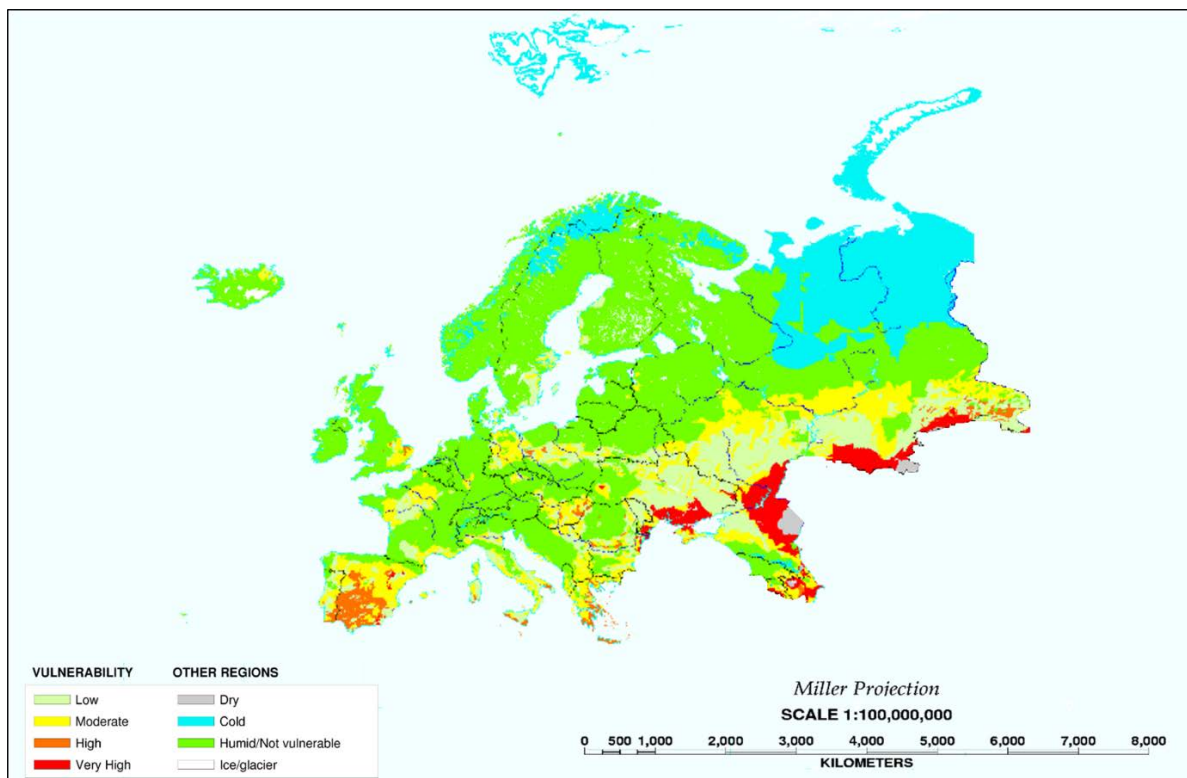 VULNERABILITY OTHER REGIONS
Low Dry
Moderate Cold
High Humid/Not vulnerable
Very High Ice/glacier
Miller Projection
SCALE 1:100,000,000
0 500 1,000 2,000 3,000 4,000 5,000 6,000 7,000 8,000
KILOMETERS